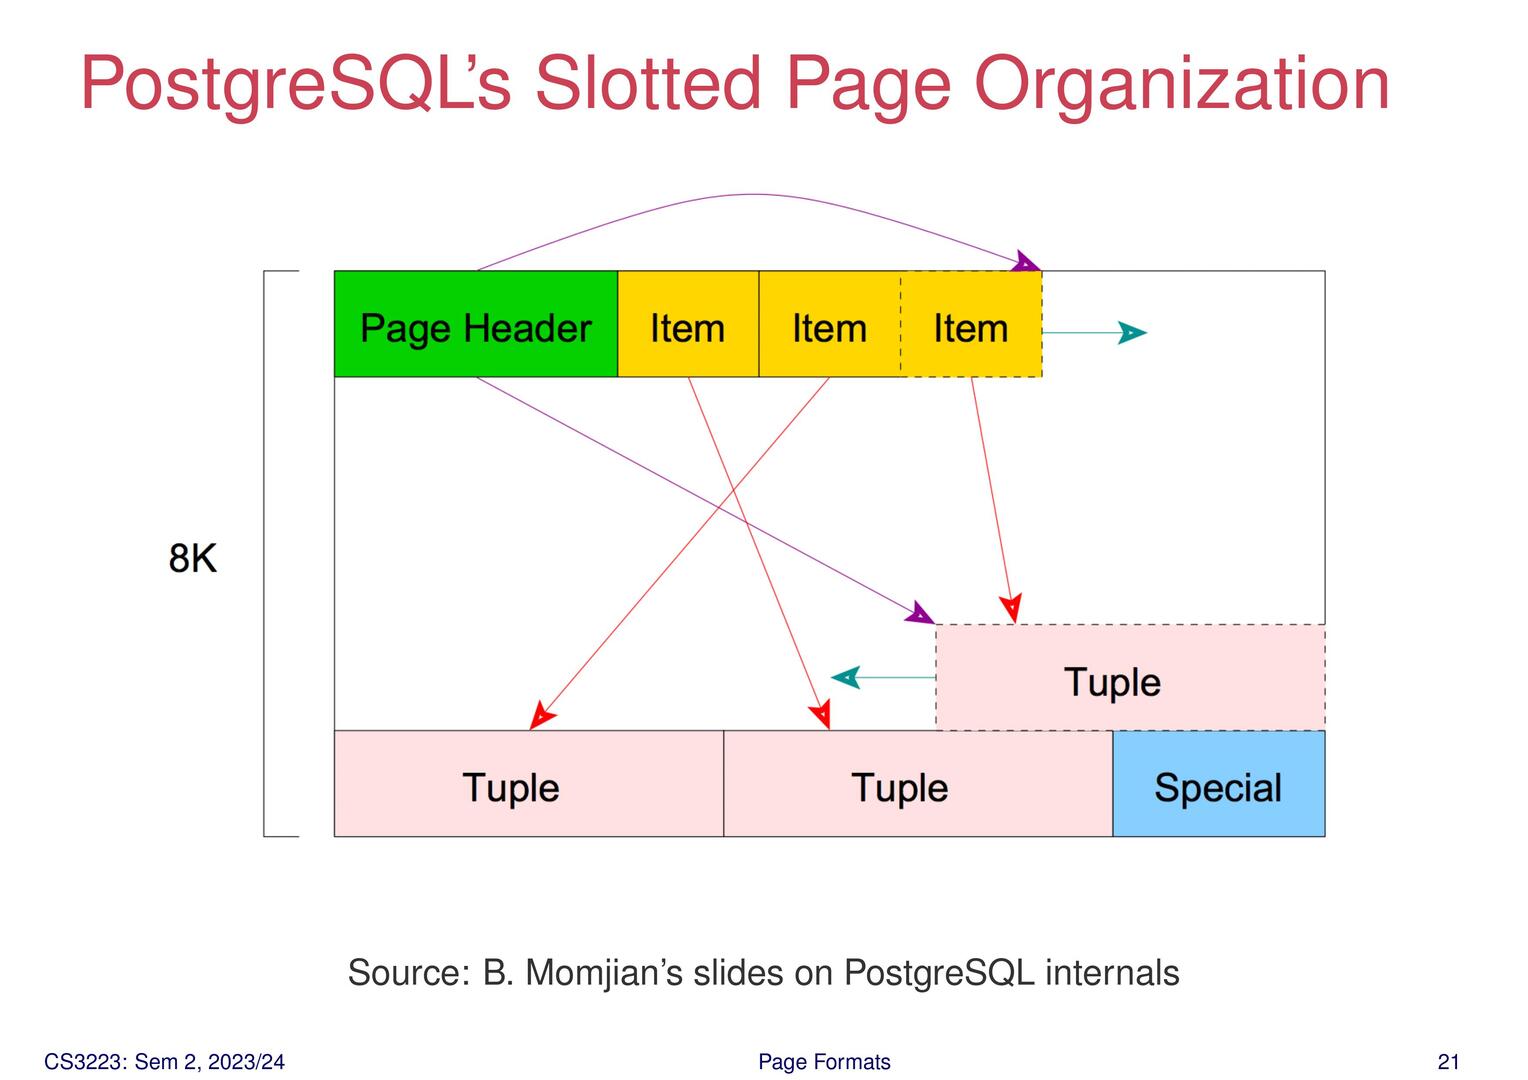 PostgreSQL’s Slotted Page Organization
Page Header
Item
Item
Item
8K
Tuple
Tuple
Tuple
Special
Source: B. Momjian’s slides on PostgreSQL internals
CS3223: Sem 2, 2023/24
Page Formats
21